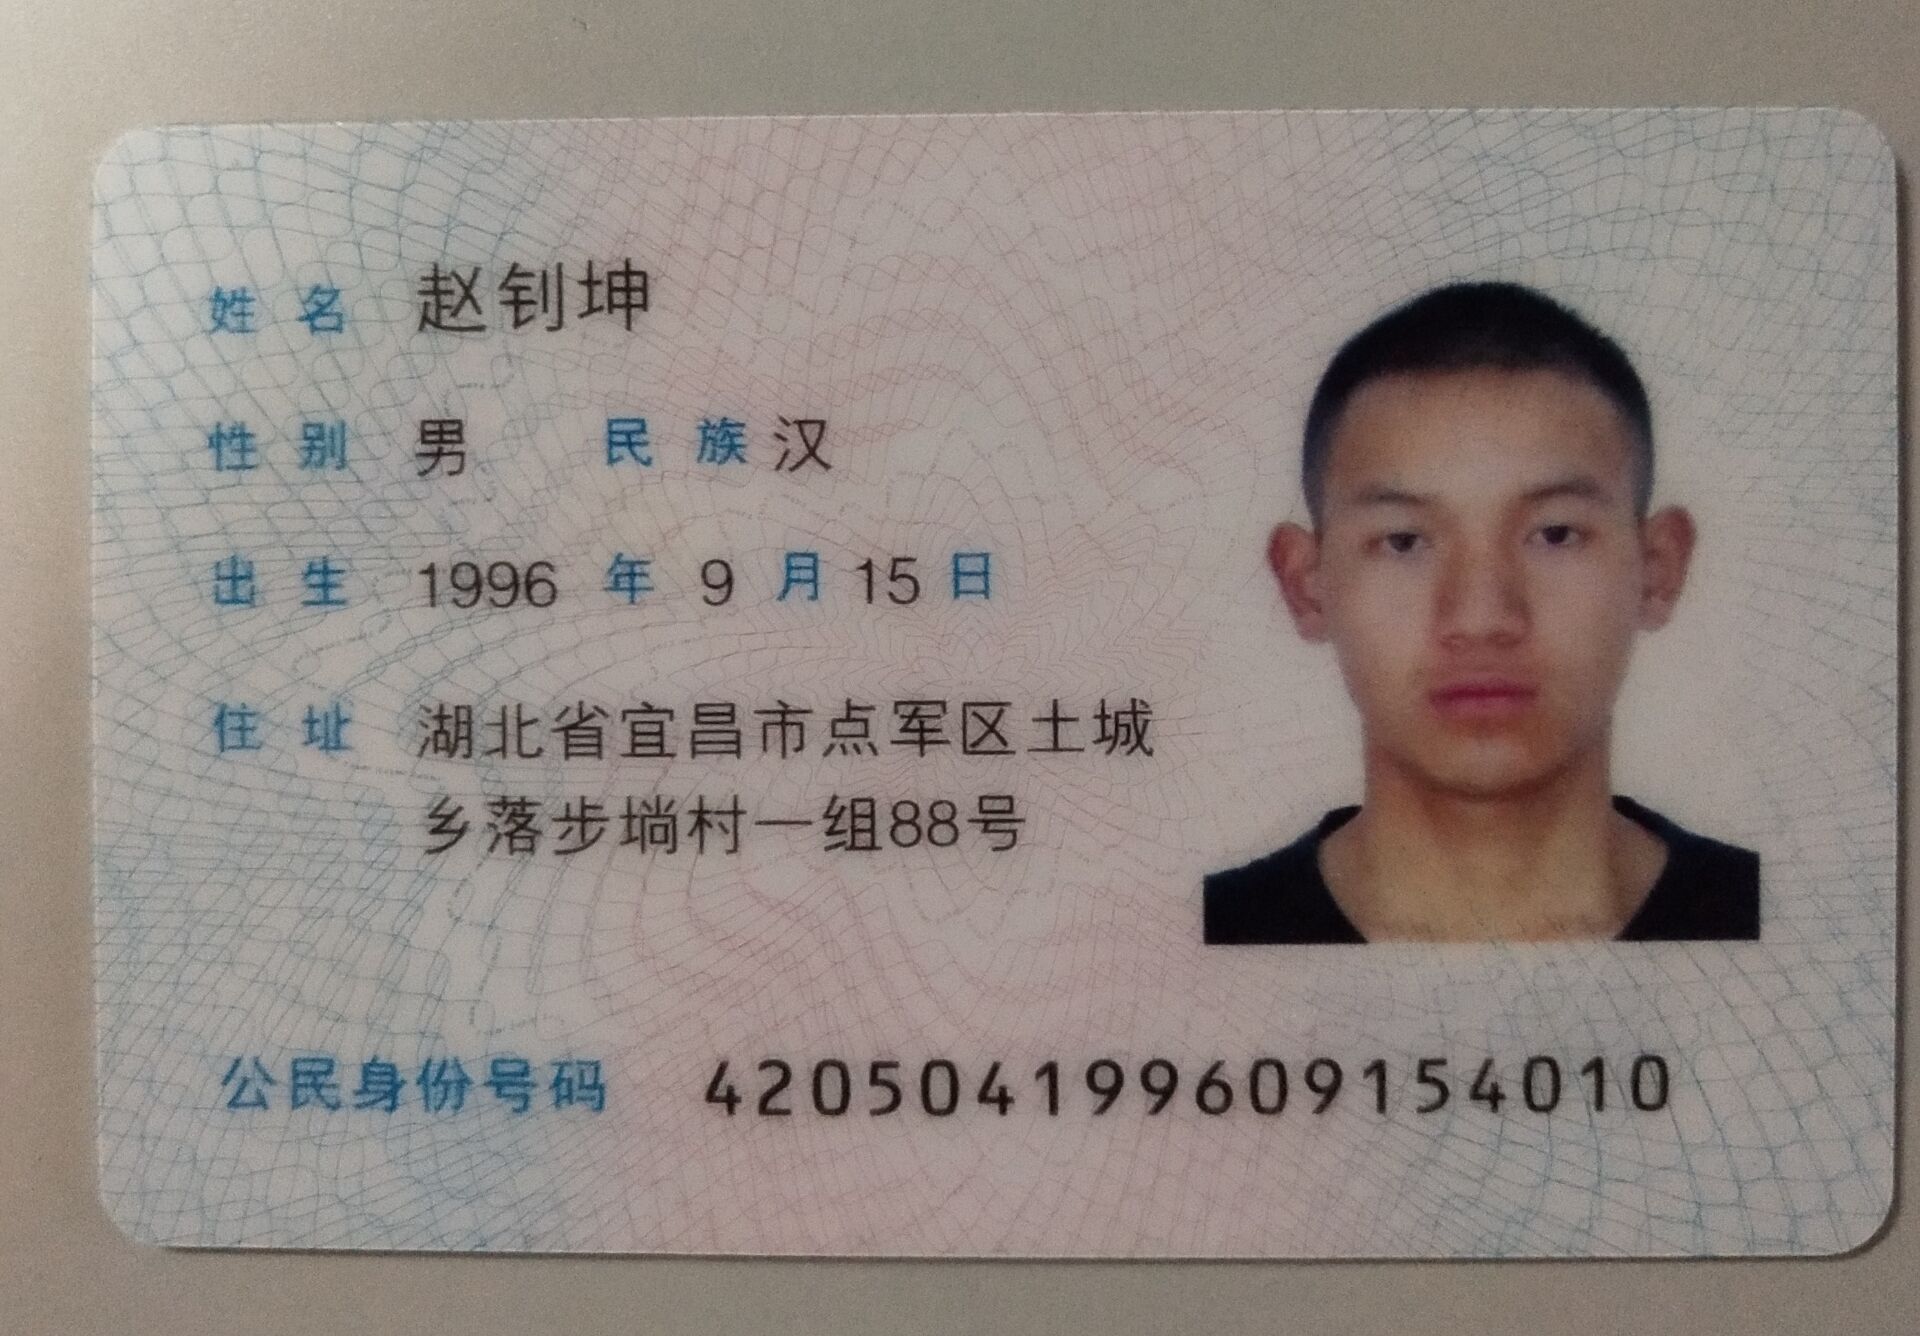 姓名 赵钊坤
性别 男 民族 汉
出生 1996 年 9 月 15 日
住址 湖北省宜昌市点军区土城
乡落步埫村一组88号
公民身份号码 420504199609154010